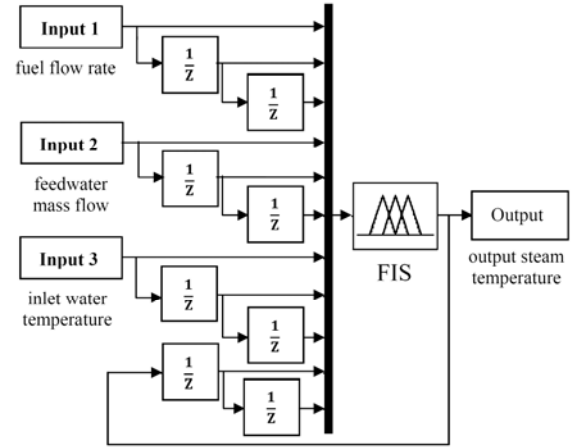 Input 1
fuel flow rate
1
Z
1
Z
Input 2
feedwater
mass flow
1
Z
1
Z
Input 3
inlet water
temperature
1
Z
1
Z
1
Z
1
Z
FIS
Output
output steam
temperature